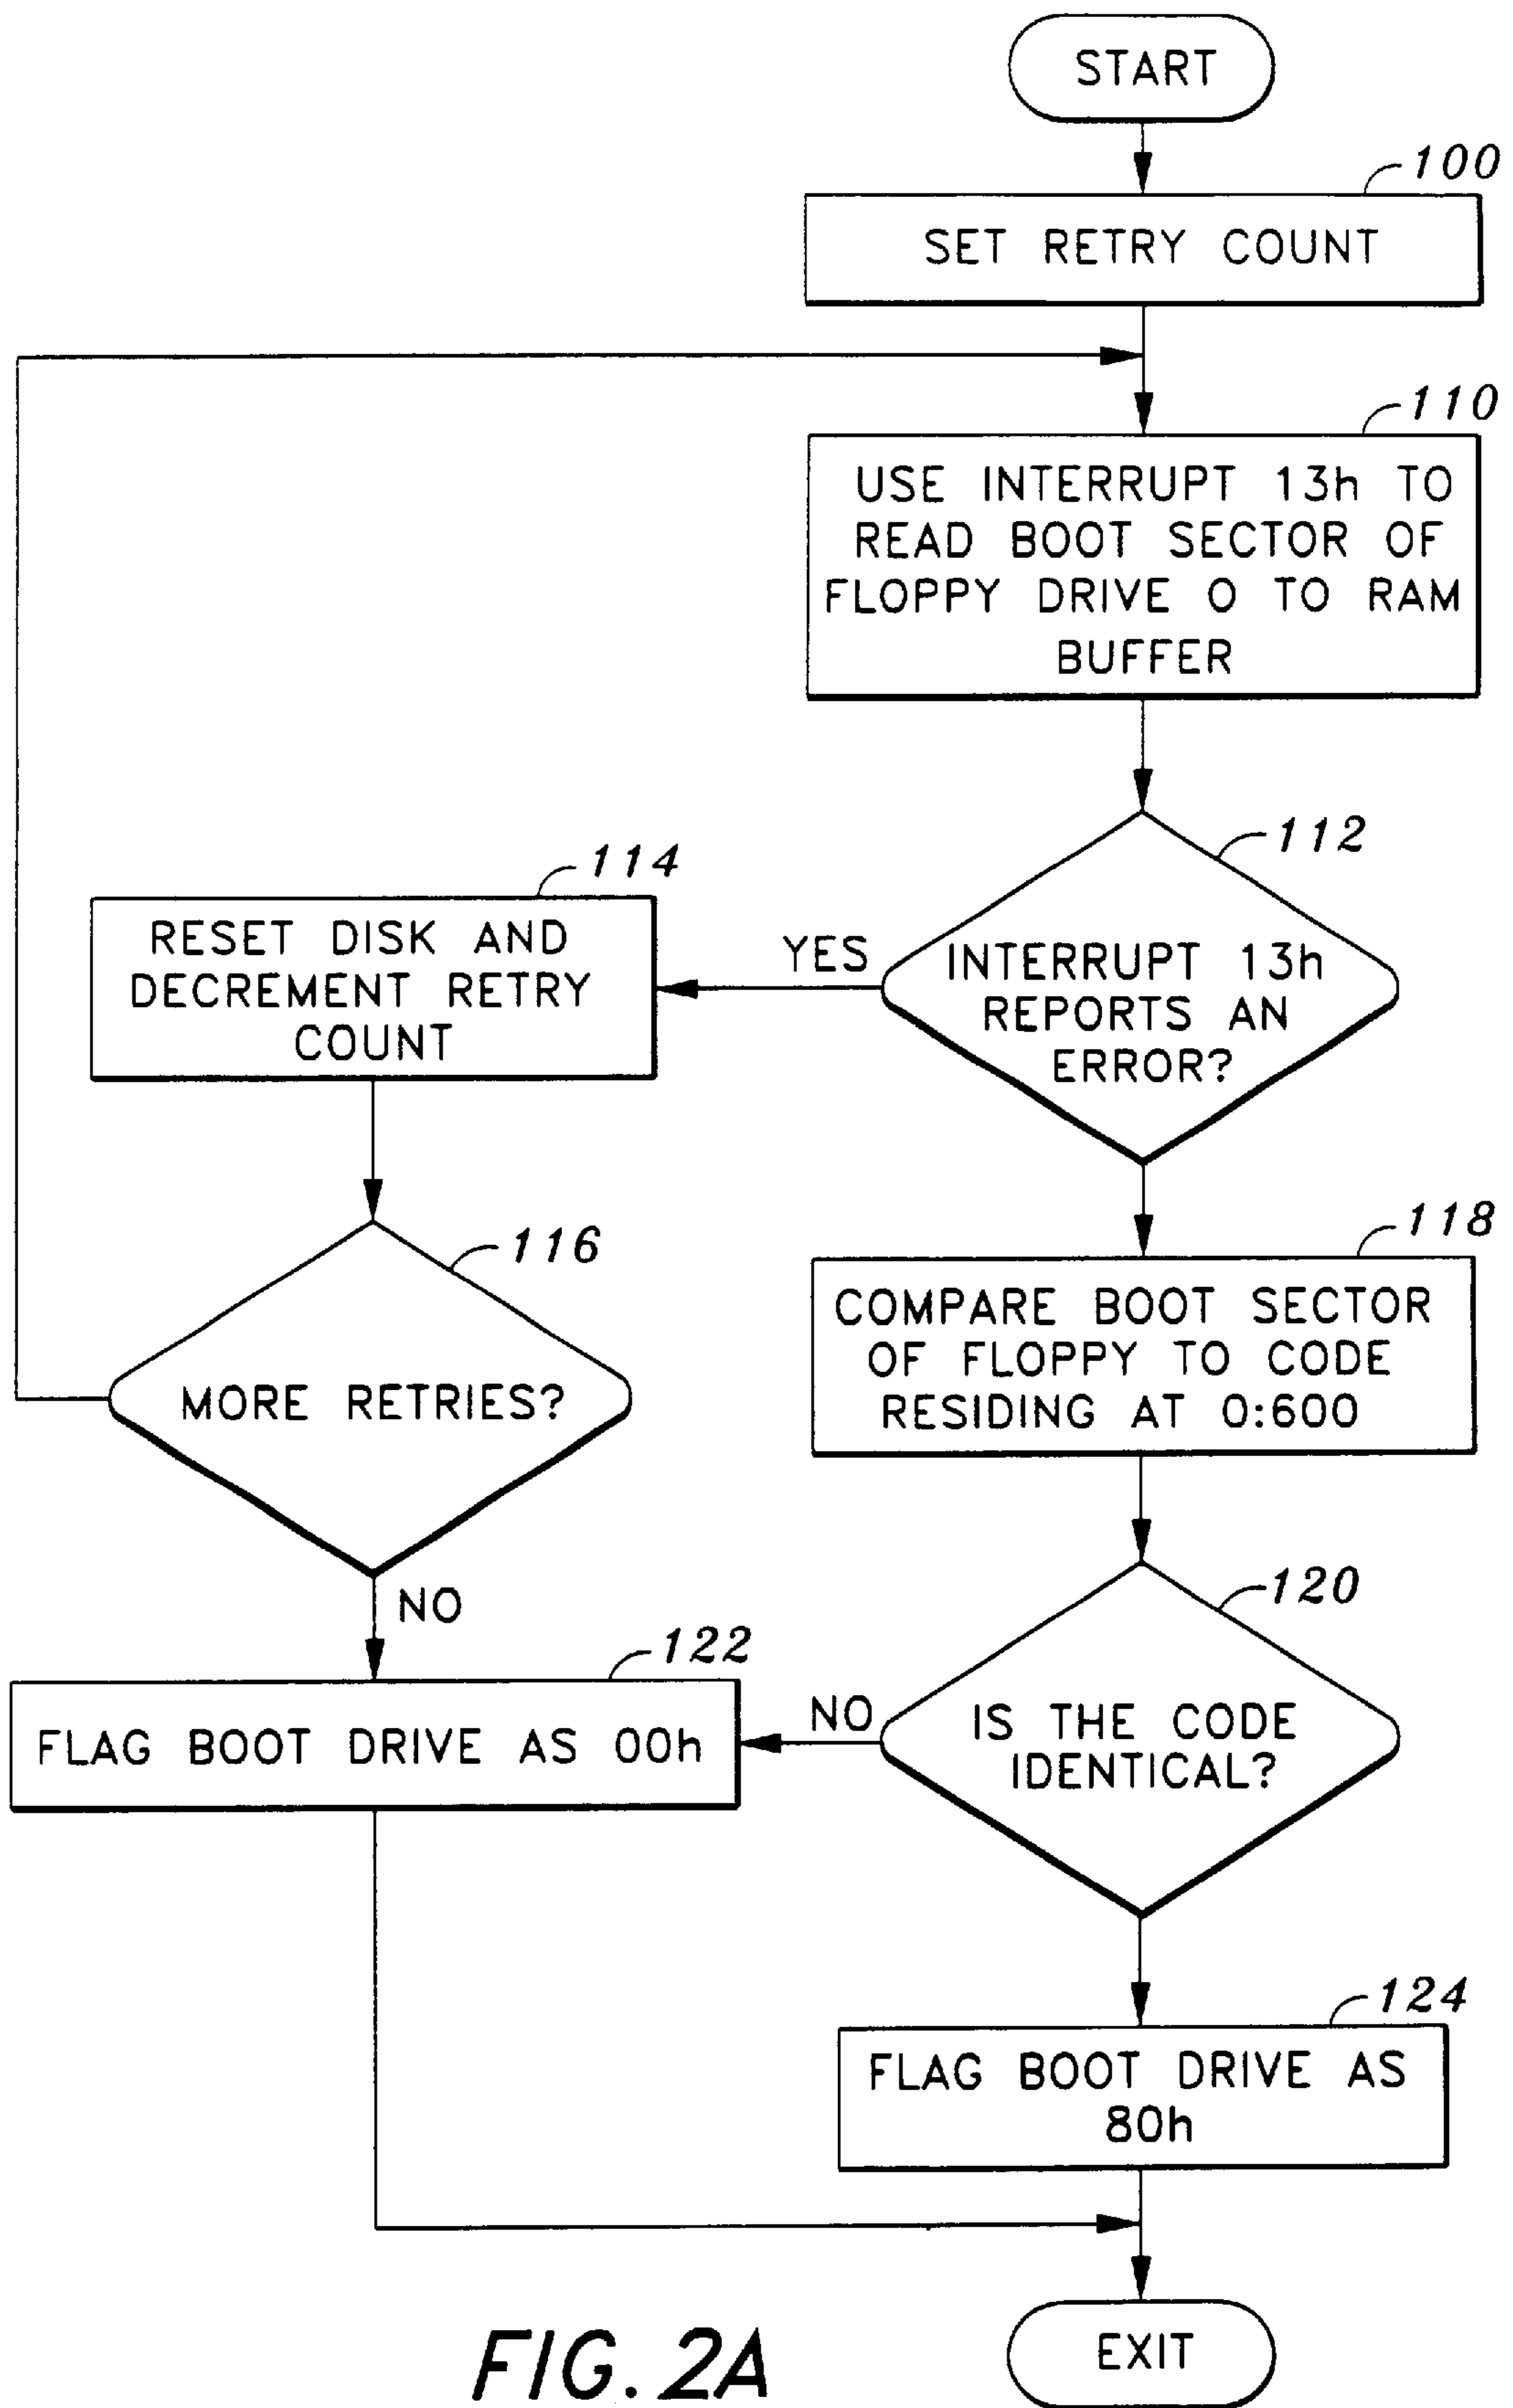 START
100
SET RETRY COUNT
110
USE INTERRUPT 13h TO
READ BOOT SECTOR OF
FLOPPY DRIVE 0 TO RAM
BUFFER
112
INTERRUPT 13h
REPORTS AN
ERROR?
YES
114
RESET DISK AND
DECREMENT RETRY
COUNT
116
MORE RETRIES?
NO
118
COMPARE BOOT SECTOR
OF FLOPPY TO CODE
RESIDING AT 0:600
120
IS THE CODE
IDENTICAL?
NO
122
FLAG BOOT DRIVE AS 00h
124
FLAG BOOT DRIVE AS
80h
EXIT
FIG. 2A